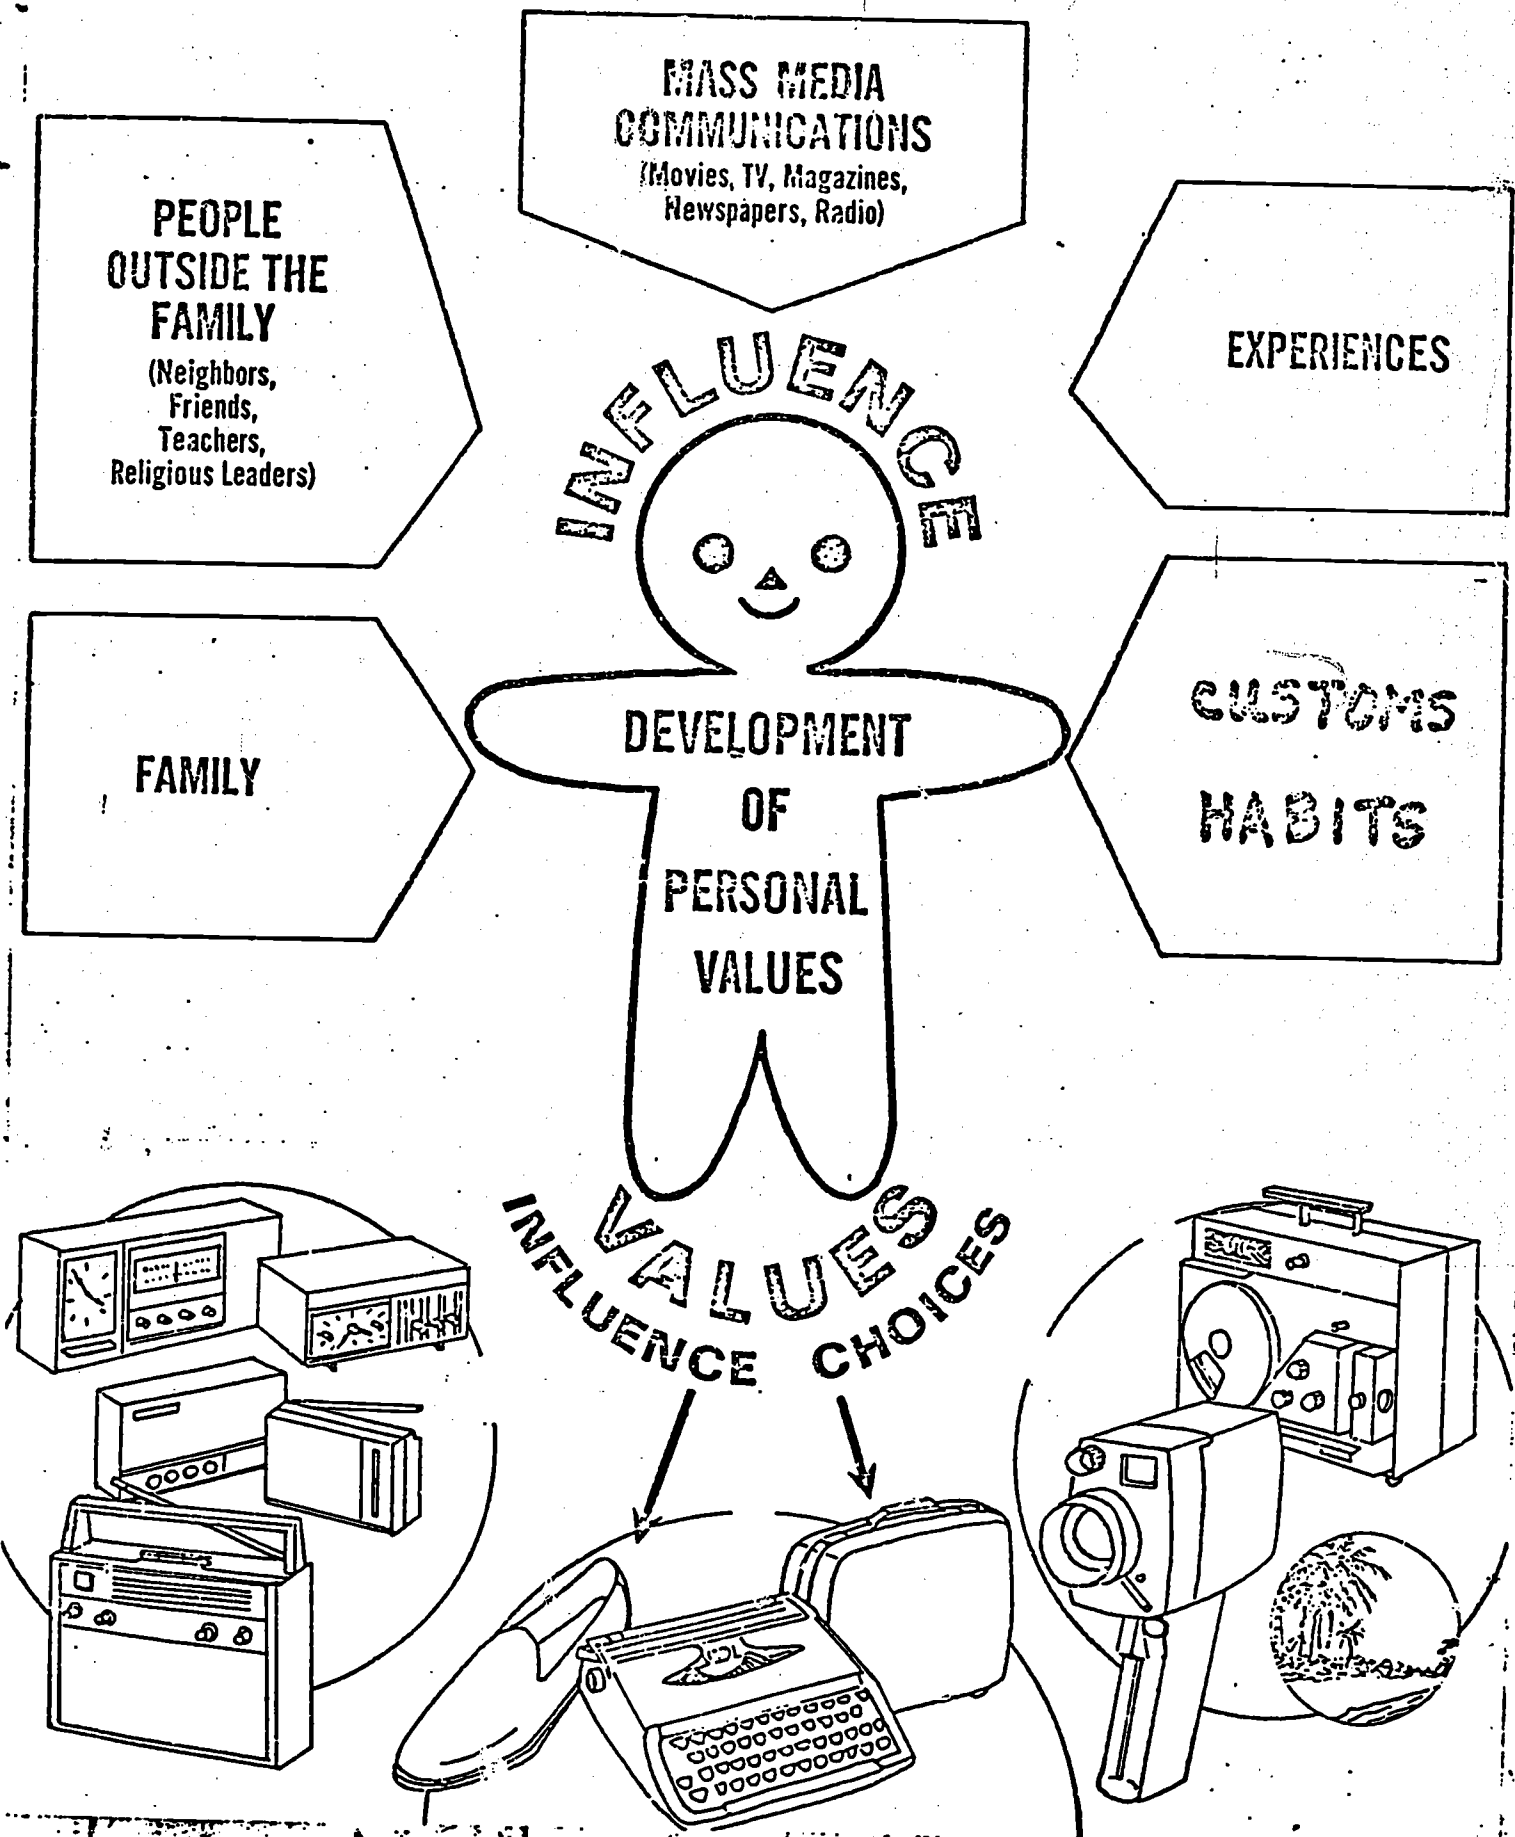 MASS MEDIA
COMMUNICATIONS
(Movies, TV, Magazines,
Newspapers, Radio)
PEOPLE
OUTSIDE THE
FAMILY
(Neighbors,
Friends,
Teachers,
Religious Leaders)
EXPERIENCES
INFLUENCE
FAMILY
CUSTOMS
HABITS
DEVELOPMENT
OF
PERSONAL
VALUES
VALUES
INFLUENCE CHOICES